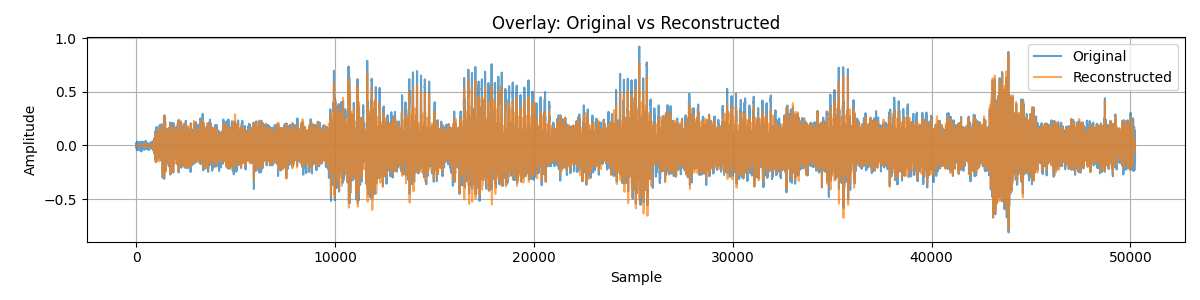 Overlay: Original vs Reconstructed
1.0
0.5
0.0
−0.5
Amplitude
Original
Reconstructed
0
10000
20000
30000
40000
50000
Sample